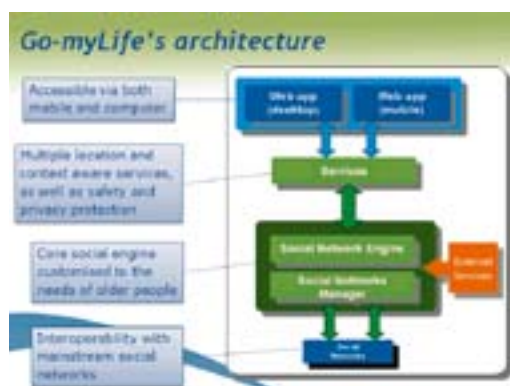 Go-myLife's architecture
Accessible via both
mobile and computer
Web app
(desktop)
Web app
(mobile)
Multiple location and
context aware services,
as well as safety and
privacy protection
Services
Core social engine
customised to the
needs of older people
Social Network Engine
Social Networks
Manager
External
Services
Interoperability with
mainstream social
networks
Social
Networks